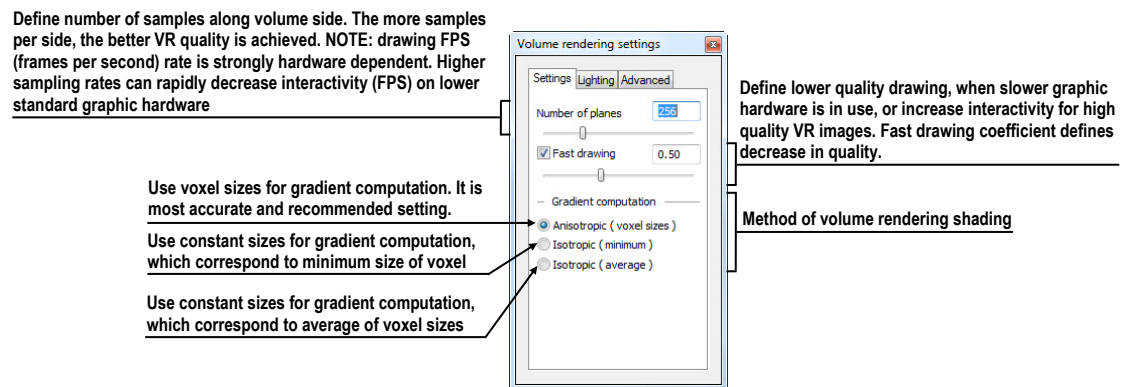 Define number of samples along volume side. The more samples
per side, the better VR quality is achieved. NOTE: drawing FPS
(frames per second) rate is strongly hardware dependent. Higher
sampling rates can rapidly decrease interactivity (FPS) on lower
standard graphic hardware
Volume rendering settings
Settings Lighting Advanced
Number of planes 256
Fast drawing 0.50
Gradient computation
Anisotropic ( voxel sizes )
Isotropic ( minimum )
Isotropic ( average )
Define lower quality drawing, when slower graphic
hardware is in use, or increase interactivity for high
quality VR images. Fast drawing coefficient defines
decrease in quality.
Use voxel sizes for gradient computation. It is
most accurate and recommended setting.
Use constant sizes for gradient computation,
which correspond to minimum size of voxel
Method of volume rendering shading
Use constant sizes for gradient computation,
which correspond to average of voxel sizes